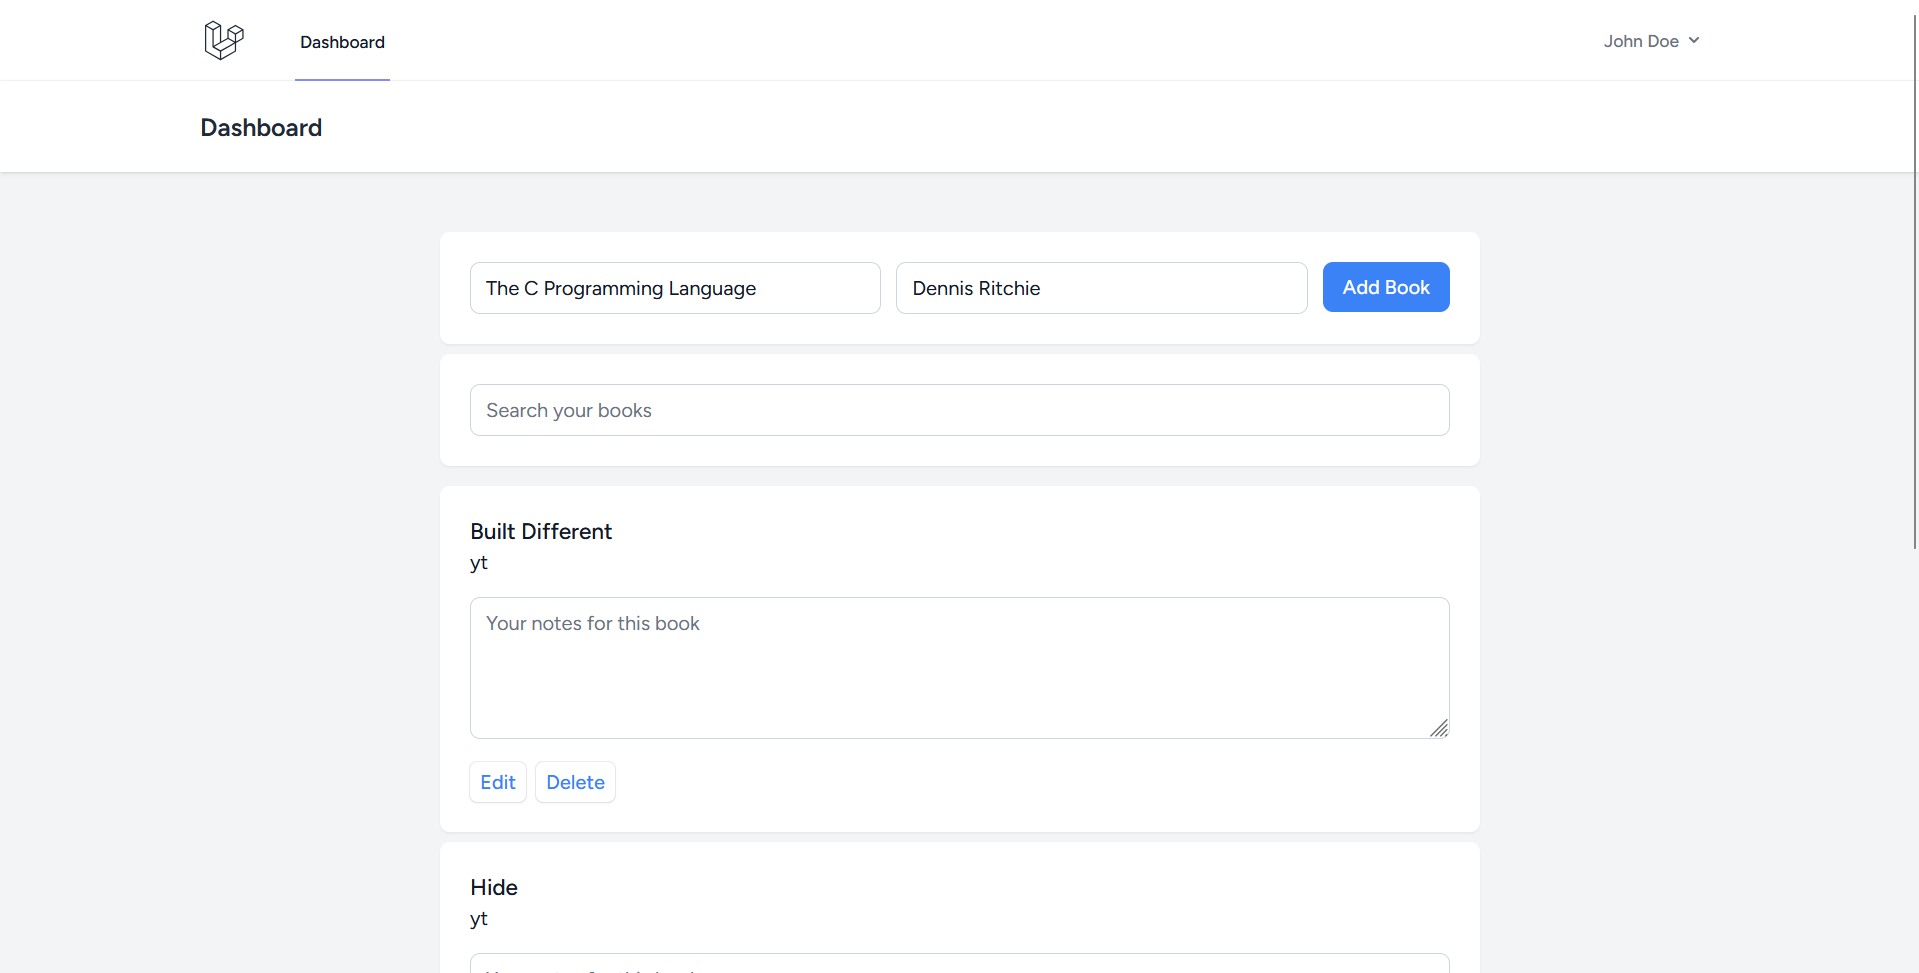 Dashboard
John Doe
Dashboard
The C Programming Language
Dennis Ritchie
Add Book
Search your books
Built Different
yt
Your notes for this book
Edit
Delete
Hide
yt